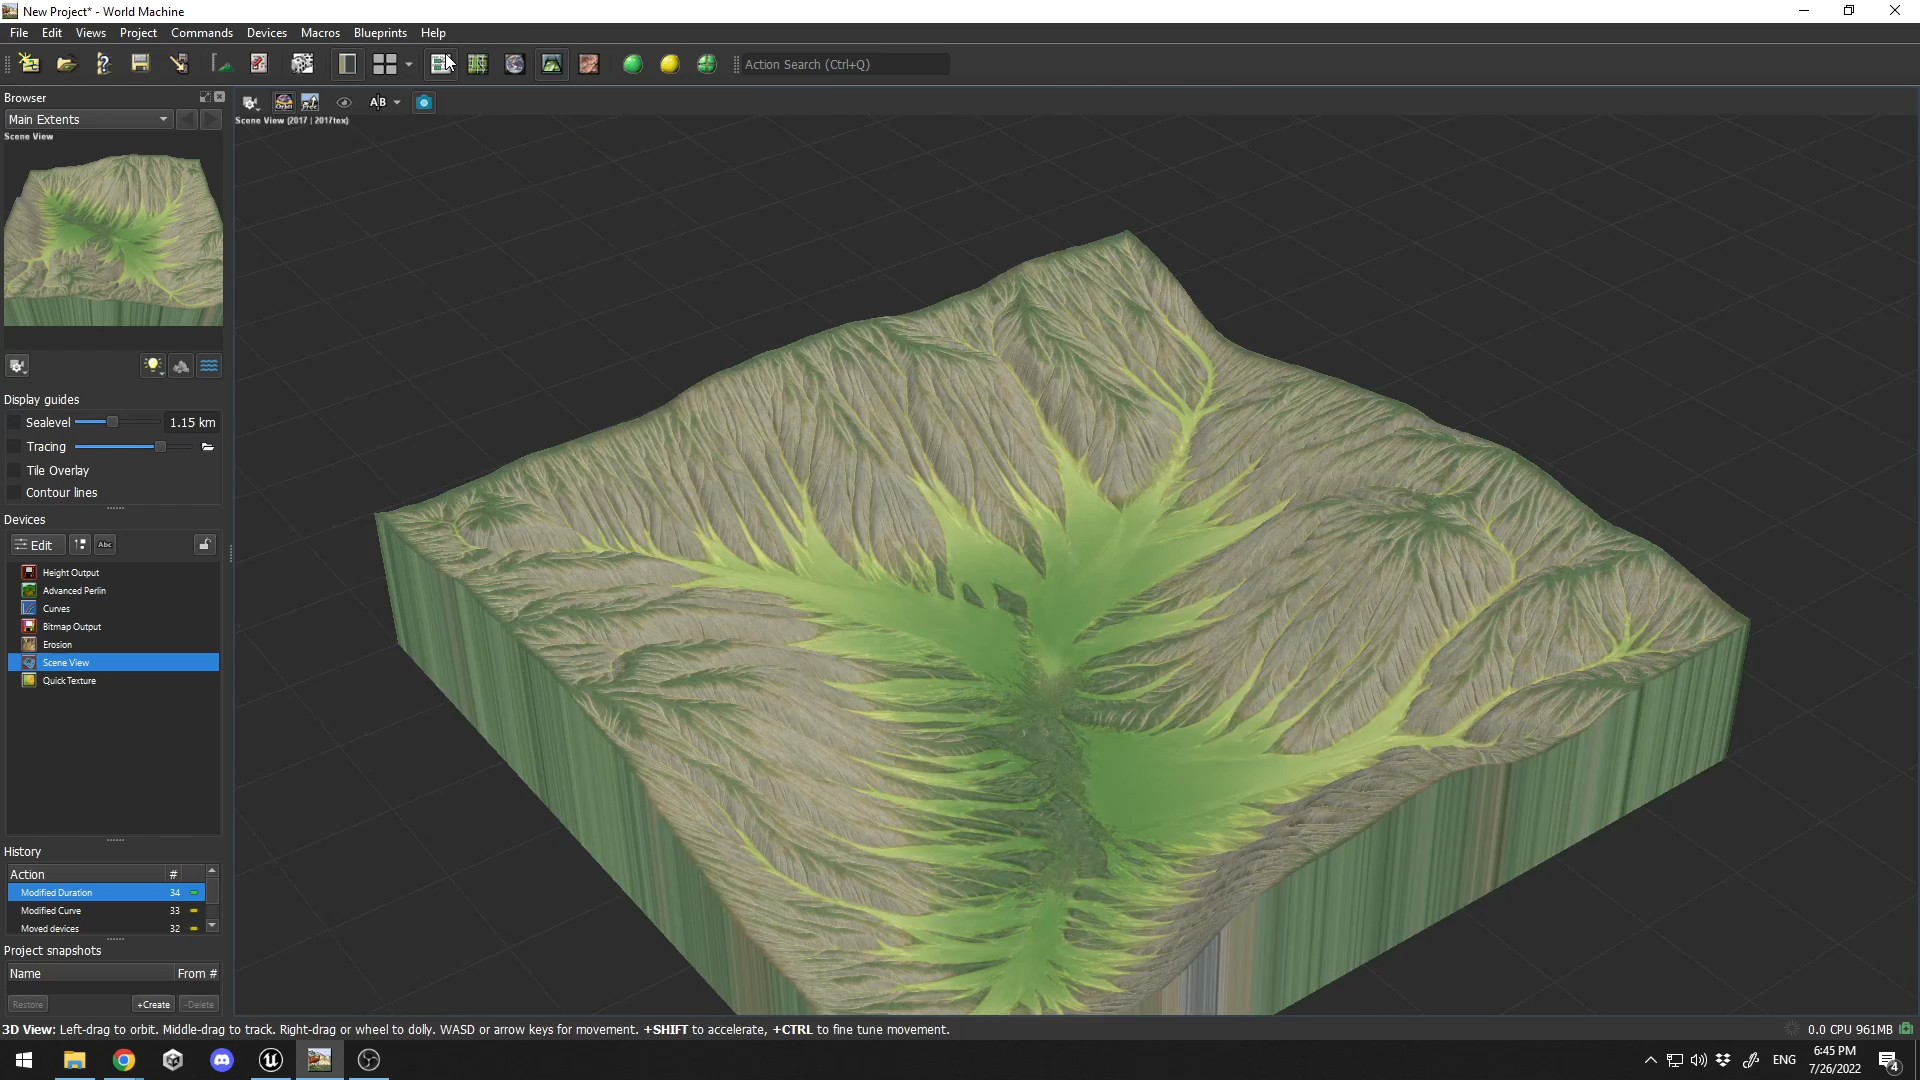 New Project* - World Machine
File Edit Views Project Commands Devices Macros Blueprints Help
Action Search (Ctrl+Q)
Browser
Main Extents
Scene View
AB
Scene View (2017 | 2017tex)
Display guides
Sealevel 1.15 km
Tracing
Tile Overlay
Contour lines
Devices
Edit Abc
Height Output
Advanced Perlin
Curves
Bitmap Output
Erosion
Scene View
Quick Texture
History
Action #
Modified Duration 34
Modified Curve 33
Moved devices 32
Project snapshots
Name From #
Restore +Create -Delete
3D View: Left-drag to orbit. Middle-drag to track. Right-drag or wheel to dolly. WASD or arrow keys for movement. +SHIFT to accelerate, +CTRL to fine tune movement.
0.0 CPU 961MB
ENG
6:45 PM
7/26/2022
4